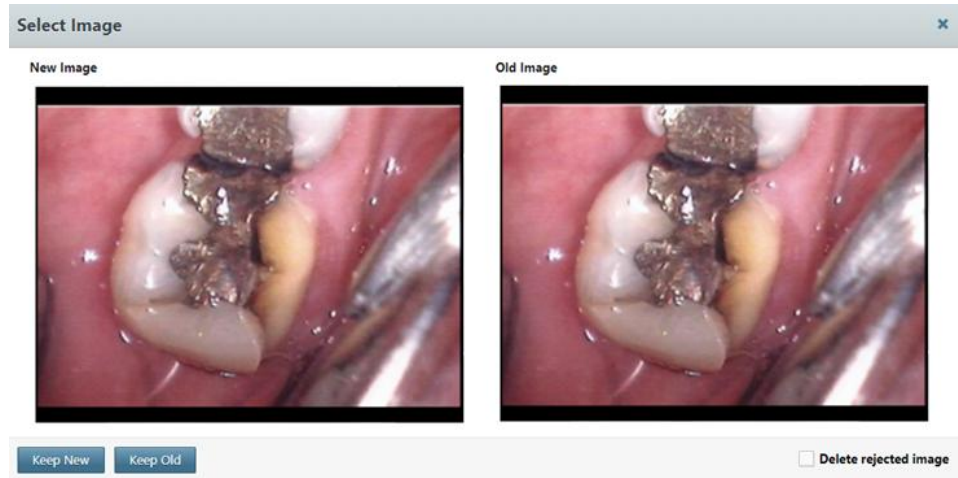 Select Image
New Image
Old Image
Keep New
Keep Old
Delete rejected image